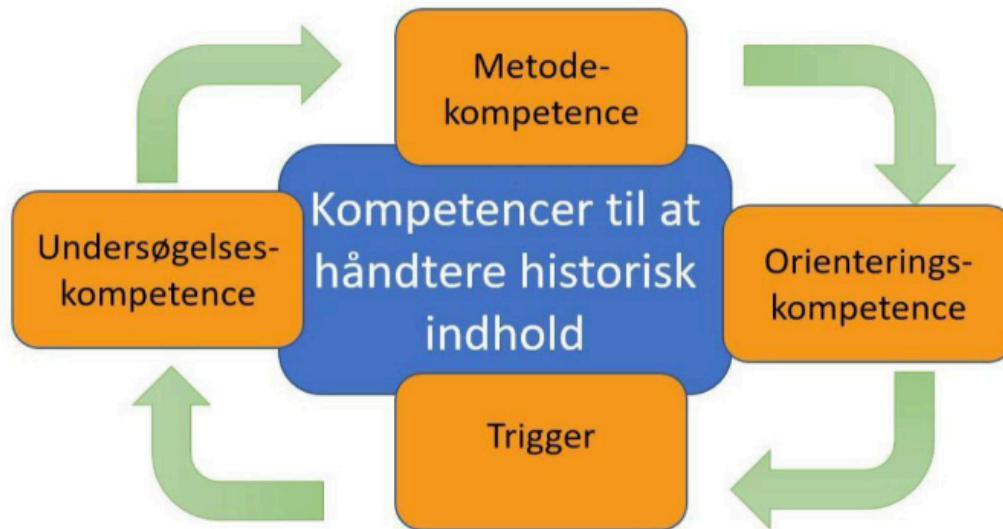 Metode-
kompetence
Kompetencer til at
håndtere historisk
indhold
Undersøgelses-
kompetence
Orienterings-
kompetence
Trigger